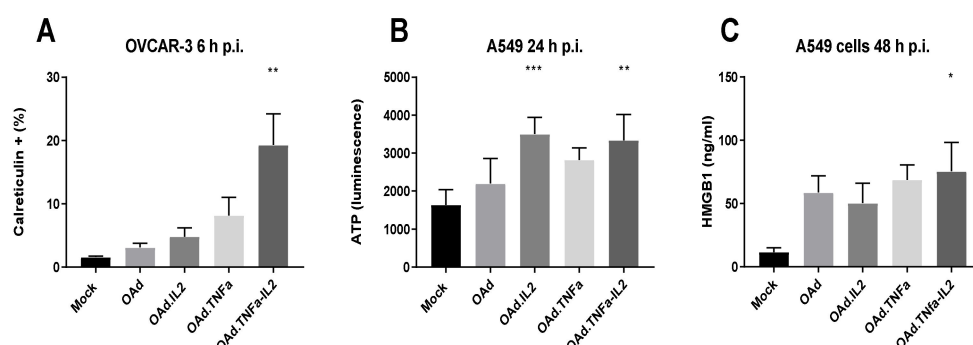 A
OVCAR-3 6 h p.i.
**
Calreticulin + (%)
30
20
10
0
Mock
OAd
OAd.IL2
OAd.TNFa
OAd.TNFa-IL2
B
A549 24 h p.i.
***
**
ATP (luminescence)
5000
4000
3000
2000
1000
0
Mock
OAd
OAd.IL2
OAd.TNFa
OAd.TNFa-IL2
C
A549 cells 48 h p.i.
*
HMGB1 (ng/ml)
150
100
50
0
Mock
OAd
OAd.IL2
OAd.TNFa
OAd.TNfa-IL2